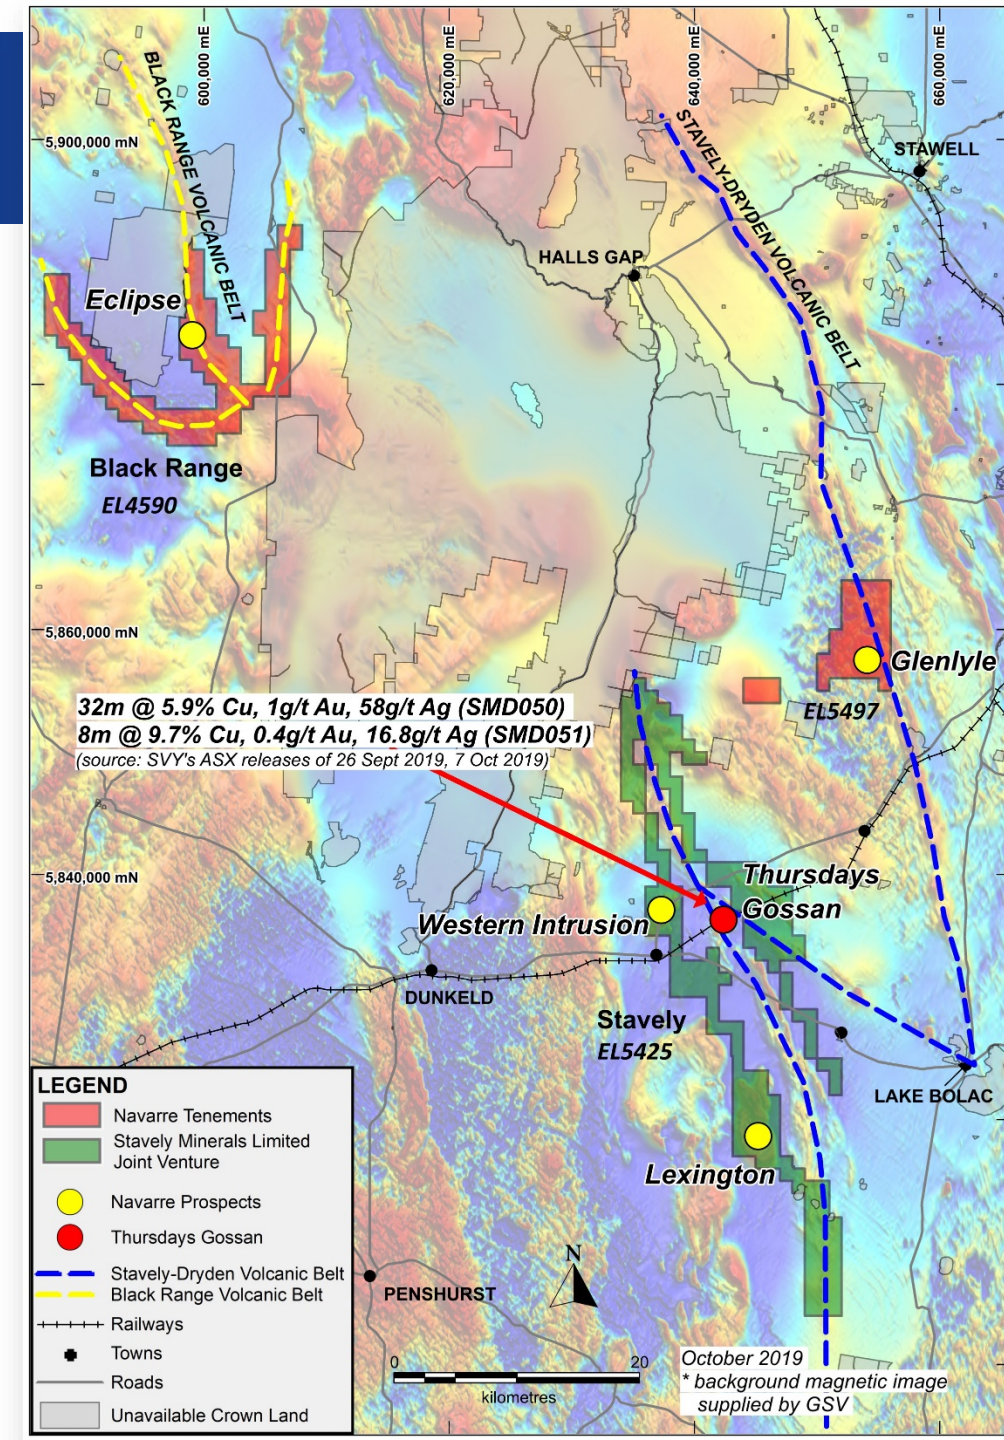 600,000 mE
620,000 mE
640,000 mE
660,000 mE
BLACK RANGE VOLCANIC BELT
STAVELY-DRYDEN VOLCANIC BELT
5,900,000 mN
STAWELL
HALLS GAP
Eclipse
Black Range
EL4590
5,860,000 mN
Glenlyle
EL5497
32m @ 5.9% Cu, 1g/t Au, 58g/t Ag (SMD050)
8m @ 9.7% Cu, 0.4g/t Au, 16.8g/t Ag (SMD051)
(source: SVY's ASX releases of 26 Sept 2019, 7 Oct 2019)
5,840,000 mN
Thursdays
Gossan
Western Intrusion
DUNKELD
Stavely
EL5425
LAKE BOLAC
Lexington
PENSHURST
LEGEND
Navarre Tenements
Stavely Minerals Limited
Joint Venture
Navarre Prospects
Thursdays Gossan
Stavely-Dryden Volcanic Belt
Black Range Volcanic Belt
Railways
Towns
Roads
Unavailable Crown Land
N
0
20
kilometres
October 2019
* background magnetic image
supplied by GSV